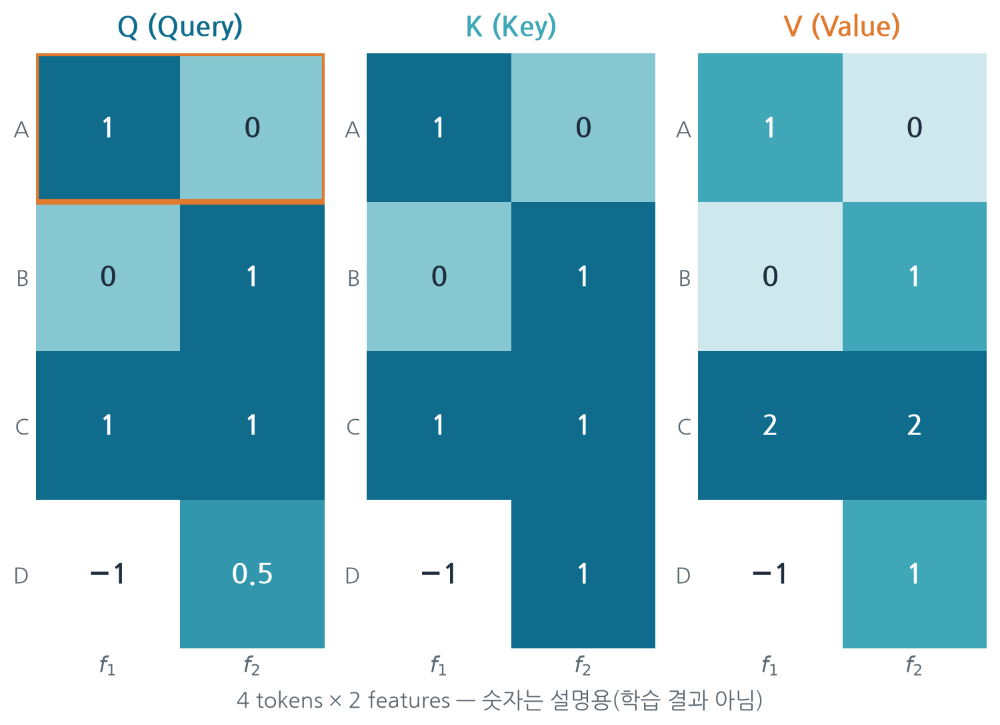 Q (Query) K (Key) V (Value)
A 1 0 A 1 0 A 1 0
B 0 1 B 0 1 B 0 1
C 1 1 C 1 1 C 2 2
D −1 0.5 D −1 1 D −1 1
f1 f2 f1 f2 f1 f2
4 tokens × 2 features — 숫자는 설명용(학습 결과 아님)